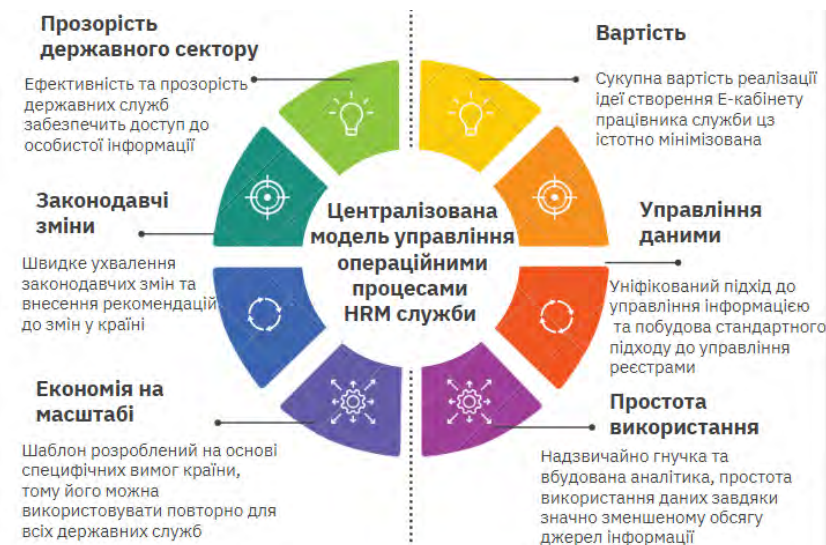 Прозорість
державного сектору
Ефективність та прозорість
державних служб
забезпечить доступ до
особистої інформації
Законодавчі
зміни
Швидке ухвалення
законодавчих змін та
внесення рекомендацій
до змін у країні
Економія на
масштабі
Шаблон розроблений на основі
специфічних вимог країни,
тому його можна
використовувати повторно для
всіх державних служб
Централізована
модель управління
операційними
процесами
HRM служби
Вартість
Сукупна вартість реалізації
ідеї створення Е-кабінету
працівника служби цз
істотно мінімізована
Управління
даними
Уніфікований підхід до
управління інформацією
та побудова стандартного
підходу до управління
реєстрами
Простота
використання
Надзвичайно гнучка та
вбудована аналітика, простота
використання даних завдяки
значно зменшеному обсягу
джерел інформації